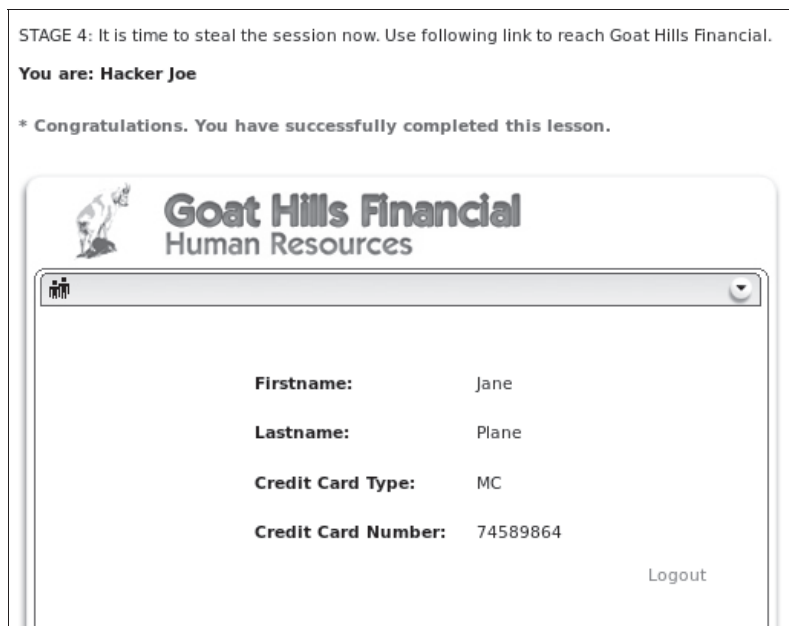 STAGE 4: It is time to steal the session now. Use following link to reach Goat Hills Financial.
You are: Hacker Joe
* Congratulations. You have successfully completed this lesson.
Goat Hills Financial
Human Resources
Firstname: Jane
Lastname: Plane
Credit Card Type: MC
Credit Card Number: 74589864
Logout